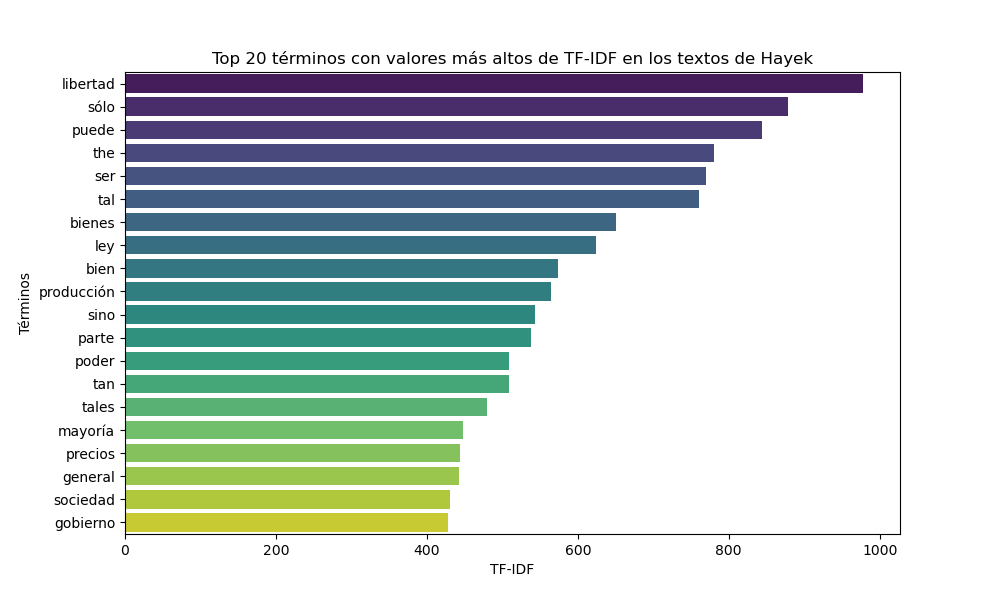 Top 20 términos con valores más altos de TF-IDF en los textos de Hayek
libertad
sólo
puede
the
ser
tal
bienes
ley
bien
producción
sino
parte
poder
tan
tales
mayoría
precios
general
sociedad
gobierno
Términos
0 200 400 600 800 1000
TF-IDF